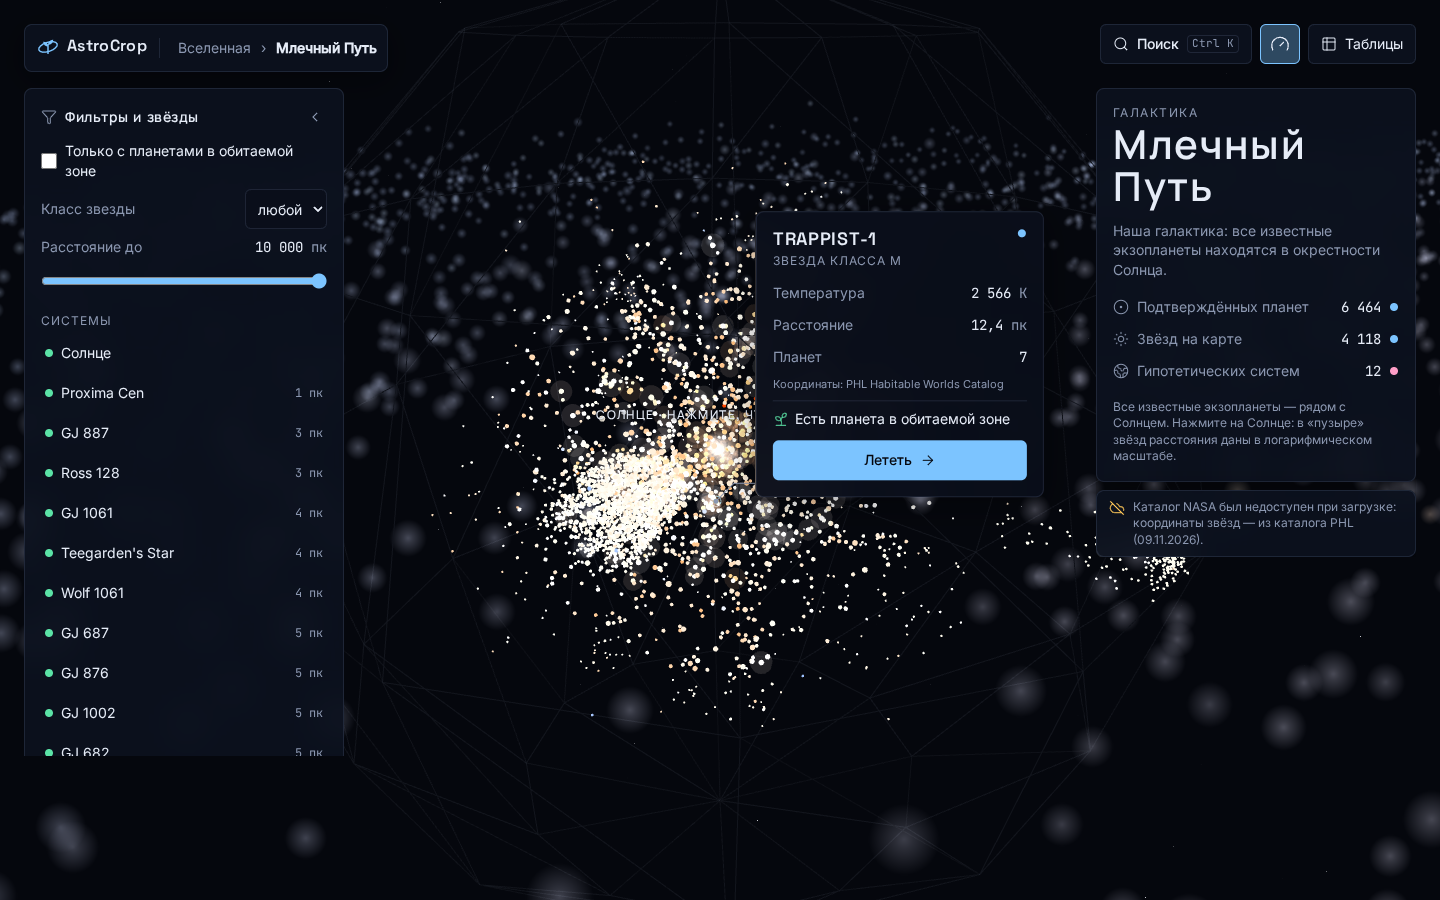 AstroCrop
Вселенная › Млечный Путь
Поиск Ctrl K
Таблицы
Фильтры и звёзды
Только с планетами в обитаемой
зоне
Класс звезды любой
Расстояние до 10 000 пк
СИСТЕМЫ
Солнце
Proxima Cen 1 пк
GJ 887 3 пк
Ross 128 3 пк
GJ 1061 4 пк
Teegarden's Star 4 пк
Wolf 1061 4 пк
GJ 687 5 пк
GJ 876 5 пк
GJ 1002 5 пк
GJ 682 5 пк
СОЛНЦЕ · НАЖМИТЕ, Ч
TRAPPIST-1
ЗВЕЗДА КЛАССА M
Температура 2 566 K
Расстояние 12,4 пк
Планет 7
Координаты: PHL Habitable Worlds Catalog
Есть планета в обитаемой зоне
Лететь →
ГАЛАКТИКА
Млечный
Путь
Наша галактика: все известные
экзопланеты находятся в окрестности
Солнца.
Подтверждённых планет 6 464
Звёзд на карте 4 118
Гипотетических систем 12
Все известные экзопланеты — рядом с
Солнцем. Нажмите на Солнце: в «пузыре»
звёзд расстояния даны в логарифмическом
масштабе.
Каталог NASA был недоступен при загрузке:
координаты звёзд — из каталога PHL
(09.11.2026).